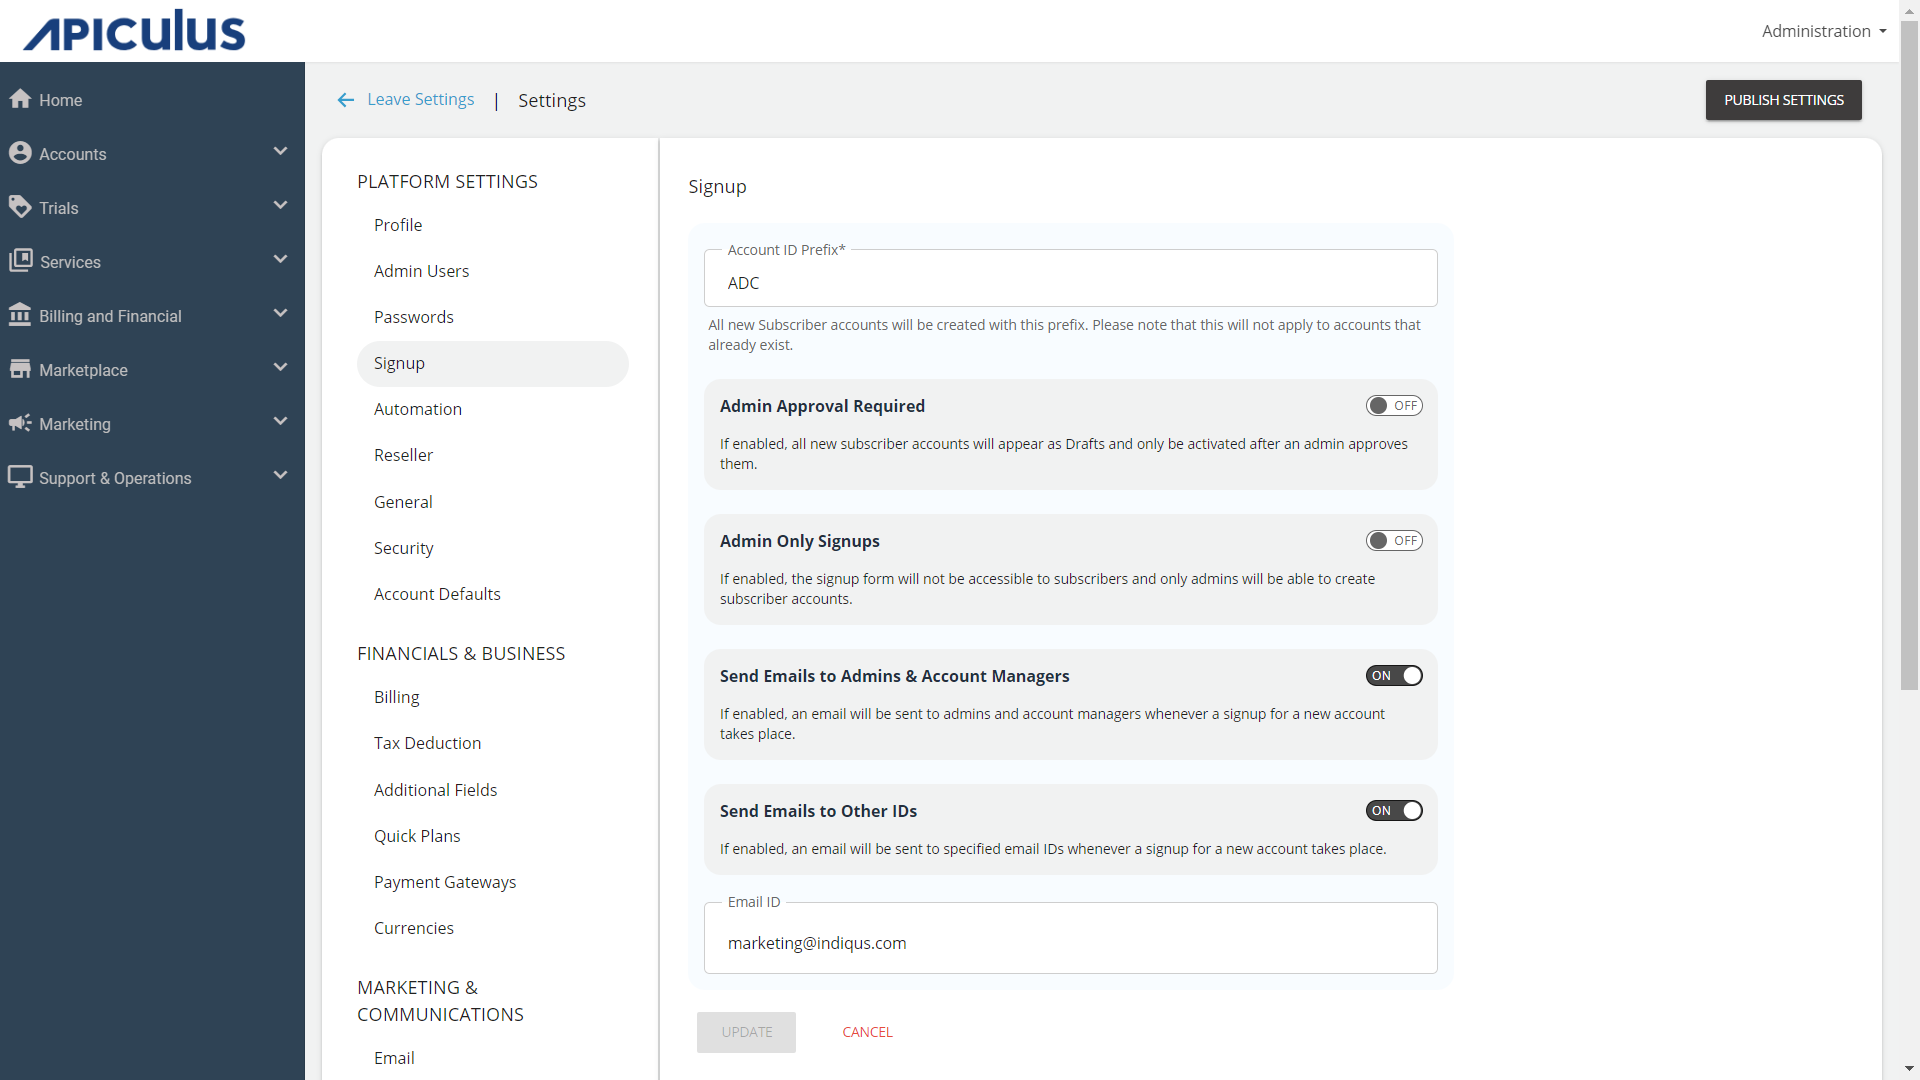 APICULUS
Administration
Home
Accounts
Trials
Services
Billing and Financial
Marketplace
Marketing
Support & Operations
Leave Settings | Settings
PUBLISH SETTINGS
PLATFORM SETTINGS
Profile
Admin Users
Passwords
Signup
Automation
Reseller
General
Security
Account Defaults
FINANCIALS & BUSINESS
Billing
Tax Deduction
Additional Fields
Quick Plans
Payment Gateways
Currencies
MARKETING &
COMMUNICATIONS
Email
Signup
Account ID Prefix*
ADC
All new Subscriber accounts will be created with this prefix. Please note that this will not apply to accounts that
already exist.
Admin Approval Required
OFF
If enabled, all new subscriber accounts will appear as Drafts and only be activated after an admin approves
them.
Admin Only Signups
OFF
If enabled, the signup form will not be accessible to subscribers and only admins will be able to create
subscriber accounts.
Send Emails to Admins & Account Managers
ON
If enabled, an email will be sent to admins and account managers whenever a signup for a new account
takes place.
Send Emails to Other IDs
ON
If enabled, an email will be sent to specified email IDs whenever a signup for a new account takes place.
Email ID
marketing@indiqus.com
UPDATE
CANCEL